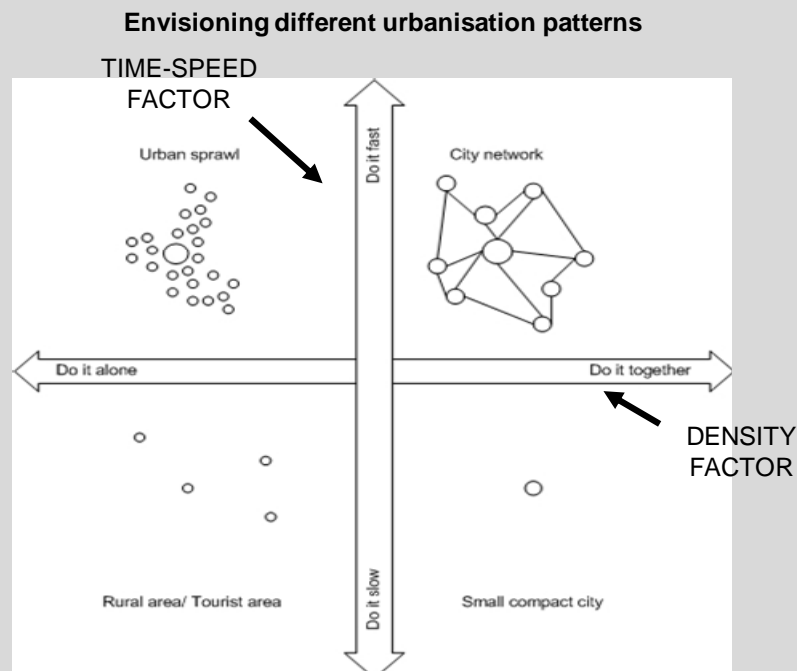 Envisioning different urbanisation patterns
TIME-SPEED
FACTOR
Urban sprawl
Do it fast
City network
Do it alone
Do it together
DENSITY
FACTOR
Rural area/ Tourist area
Do it slow
Small compact city